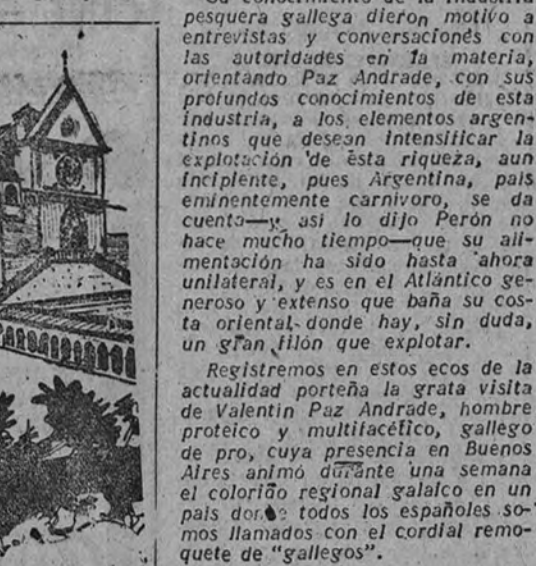 Su conocimiento de la industria
pesquera gallega dieron motivo a
entrevistas y conversaciones con
las autoridades en la materia,
orientando Paz Andrade, con sus
profundos conocimientos de esta
industria, a los elementos argen-
tinos que desean intensificar la
explotación de esta riqueza, aun
incipiente, pues Argentina, país
eminentemente carnívoro, se da
cuenta—y así lo dijo Perón no
hace mucho tiempo—que su ali-
mentación ha sido hasta ahora
unilateral, y es en el Atlántico ge-
neroso y extenso que baña su cos-
ta oriental donde hay, sin duda,
un gran filón que explotar.
Registremos en estos ecos de la
actualidad porteña la grata visita
de Valentín Paz Andrade, hombre
proteico y multifacético, gallego
de pro, cuya presencia en Buenos
Aires animó durante una semana
el colorido regional galaico en un
país donde todos los españoles so-
mos llamados con el cordial remo-
quete de "gallegos".